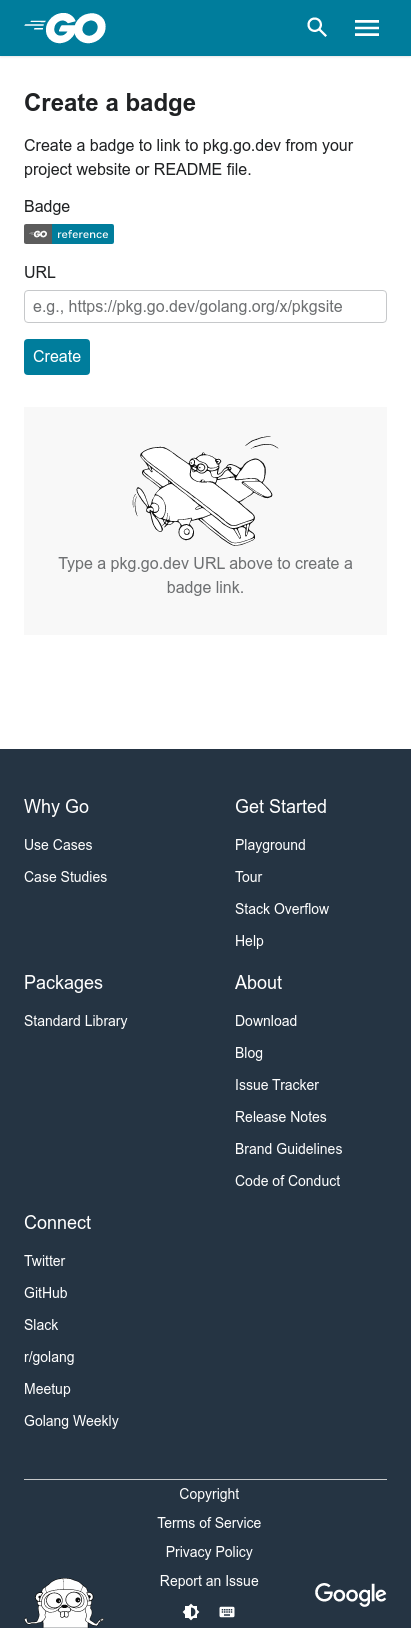 GO
Create a badge
Create a badge to link to pkg.go.dev from your
project website or README file.
Badge
GO reference
URL
e.g., https://pkg.go.dev/golang.org/x/pkgsite
Create
Type a pkg.go.dev URL above to create a
badge link.
Why Go
Use Cases
Case Studies
Get Started
Playground
Tour
Stack Overflow
Help
Packages
Standard Library
About
Download
Blog
Issue Tracker
Release Notes
Brand Guidelines
Code of Conduct
Connect
Twitter
GitHub
Slack
r/golang
Meetup
Golang Weekly
Copyright
Terms of Service
Privacy Policy
Report an Issue
Google